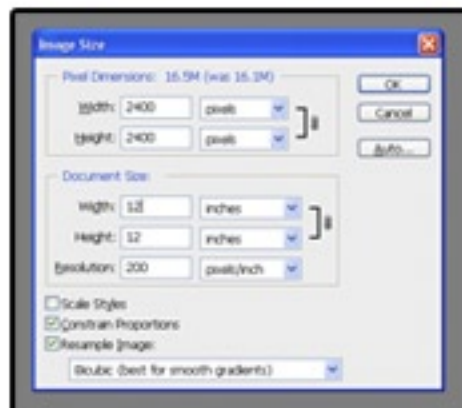 Image Size
Pixel Dimensions: 16.5M (was 16.1M)
Width: 2400 pixels
Height: 2400 pixels
OK
Cancel
Auto...
Document Size:
Width: 12 inches
Height: 12 inches
Resolution: 200 pixels/inch
Scale Styles
Constrain Proportions
Resample Image:
Bicubic (best for smooth gradients)